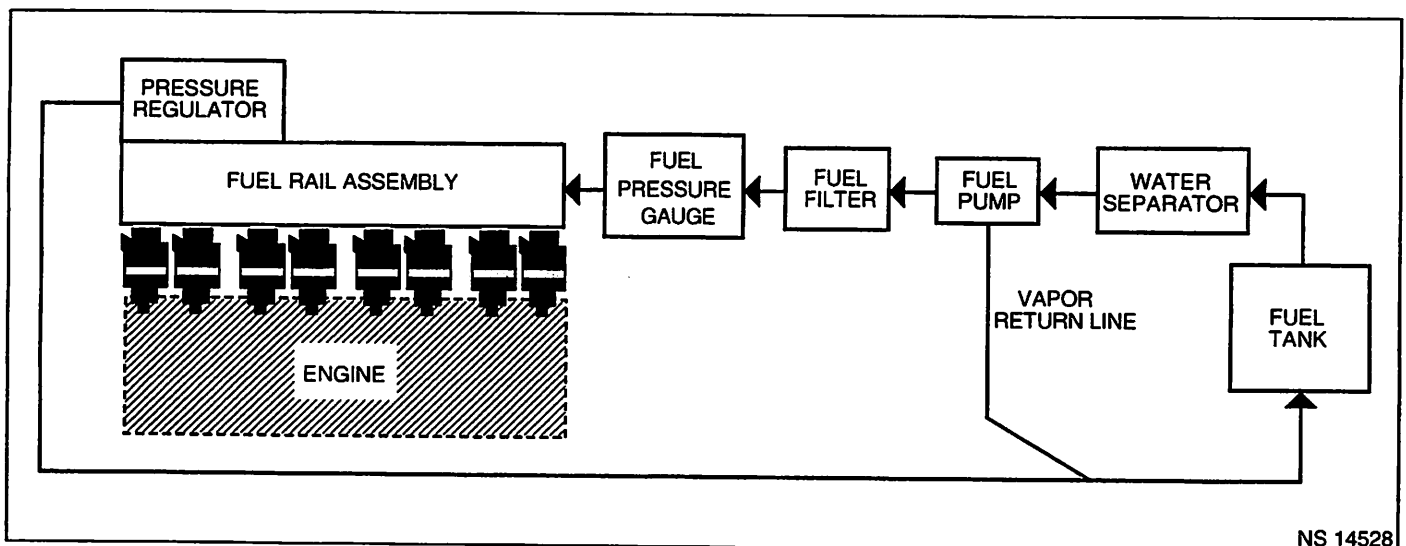 PRESSURE
REGULATOR
FUEL RAIL ASSEMBLY
FUEL
PRESSURE
GAUGE
FUEL
FILTER
FUEL
PUMP
WATER
SEPARATOR
VAPOR
RETURN LINE
FUEL
TANK
ENGINE
NS 14528